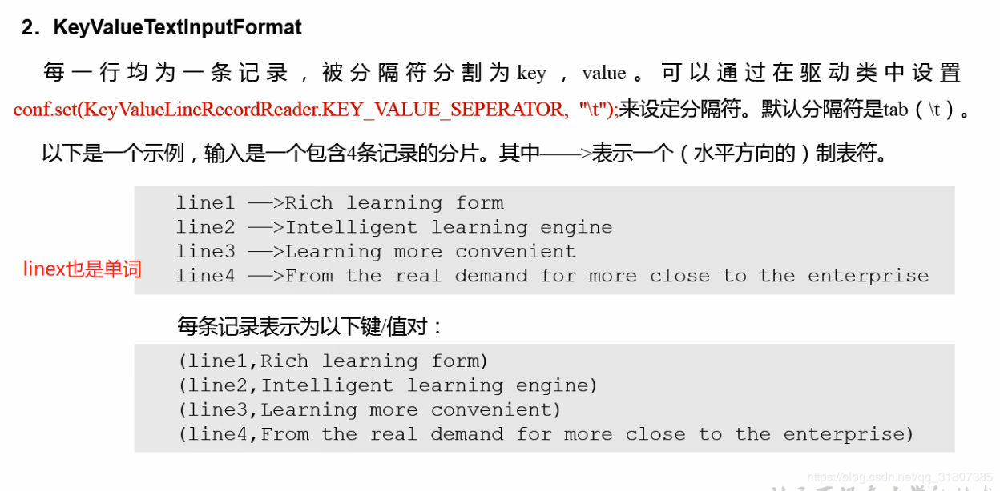 2. KeyValueTextInputFormat
每一行均为一条记录，被分隔符分割为key，value。可以通过在驱动类中设置
conf.set(KeyValueLineRecordReader.KEY_VALUE_SEPERATOR, "\t");来设定分隔符。默认分隔符是tab（\t）。
以下是一个示例，输入是一个包含4条记录的分片。其中——>表示一个（水平方向的）制表符。
line1 ——>Rich learning form
line2 ——>Intelligent learning engine
line3 ——>Learning more convenient
linex也是单词
line4 ——>From the real demand for more close to the enterprise
每条记录表示为以下键/值对：
(line1,Rich learning form)
(line2,Intelligent learning engine)
(line3,Learning more convenient)
(line4,From the real demand for more close to the enterprise)
https://blog.csdn.net/qq_31807385